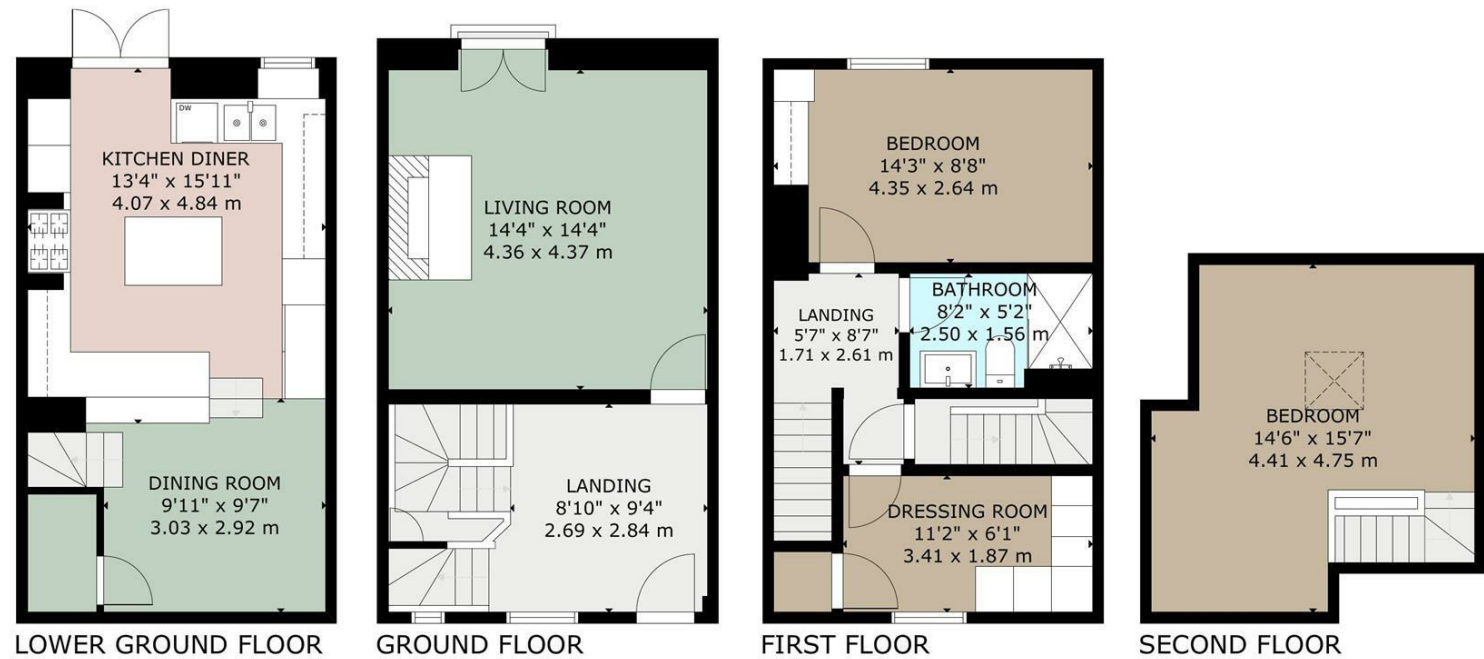 DW
KITCHEN DINER
13'4" x 15'11"
4.07 x 4.84 m
DINING ROOM
9'11" x 9'7"
3.03 x 2.92 m
LOWER GROUND FLOOR
LIVING ROOM
14'4" x 14'4"
4.36 x 4.37 m
LANDING
8'10" x 9'4"
2.69 x 2.84 m
GROUND FLOOR
BEDROOM
14'3" x 8'8"
4.35 x 2.64 m
BATHROOM
8'2" x 5'2"
2.50 x 1.56 m
LANDING
5'7" x 8'7"
1.71 x 2.61 m
DRESSING ROOM
11'2" x 6'1"
3.41 x 1.87 m
FIRST FLOOR
BEDROOM
14'6" x 15'7"
4.41 x 4.75 m
SECOND FLOOR